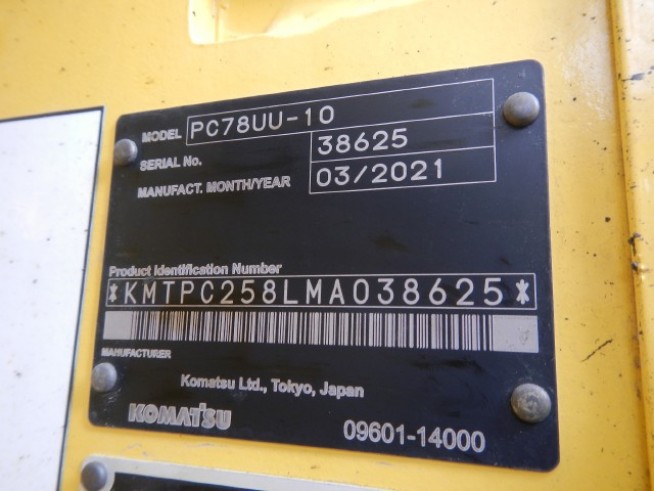 MODEL PC78UU-10
SERIAL No. 38625
MANUFACT. MONTH/YEAR 03/2021
Product Identification Number
*KMTPC258LMA038625*
MANUFACTURER
Komatsu Ltd., Tokyo, Japan
KOMATSU
09601-14000